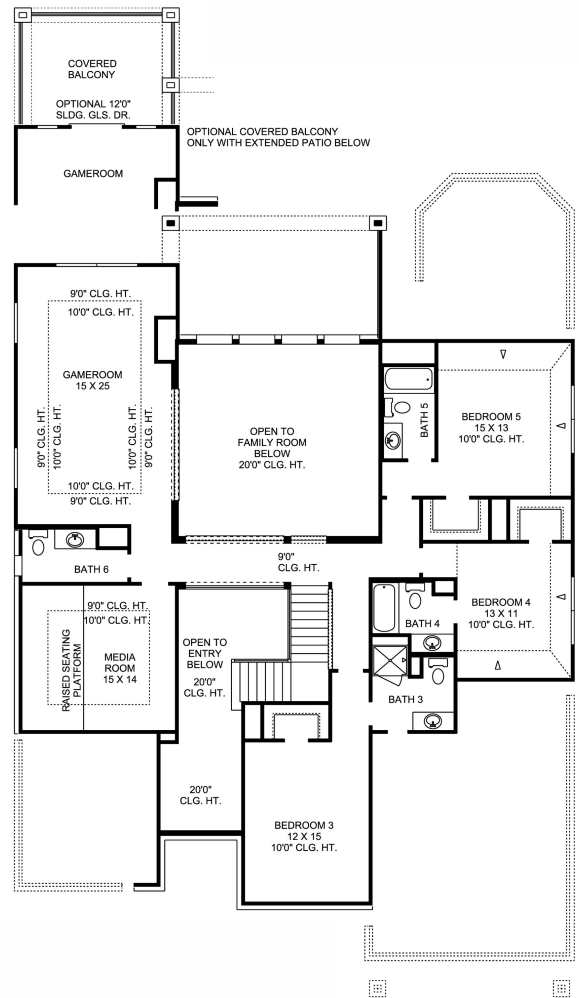 COVERED
BALCONY
OPTIONAL 12'0"
SLDG. GLS. DR.
OPTIONAL COVERED BALCONY
ONLY WITH EXTENDED PATIO BELOW
GAMEROOM
9'0" CLG. HT.
10'0" CLG. HT.
GAMEROOM
15 X 25
9'0" CLG. HT.
10'0" CLG. HT.
10'0" CLG. HT.
9'0" CLG. HT.
10'0" CLG. HT.
9'0" CLG. HT.
OPEN TO
FAMILY ROOM
BELOW
20'0" CLG. HT.
BATH 5
BEDROOM 5
15 X 13
10'0" CLG. HT.
BATH 6
9'0"
CLG. HT.
9'0" CLG. HT.
10'0" CLG. HT.
RAISED SEATING
PLATFORM
MEDIA
ROOM
15 X 14
OPEN TO
ENTRY
BELOW
20'0"
CLG. HT.
BATH 4
BEDROOM 4
13 X 11
10'0" CLG. HT.
BATH 3
20'0"
CLG. HT.
BEDROOM 3
12 X 15
10'0" CLG. HT.